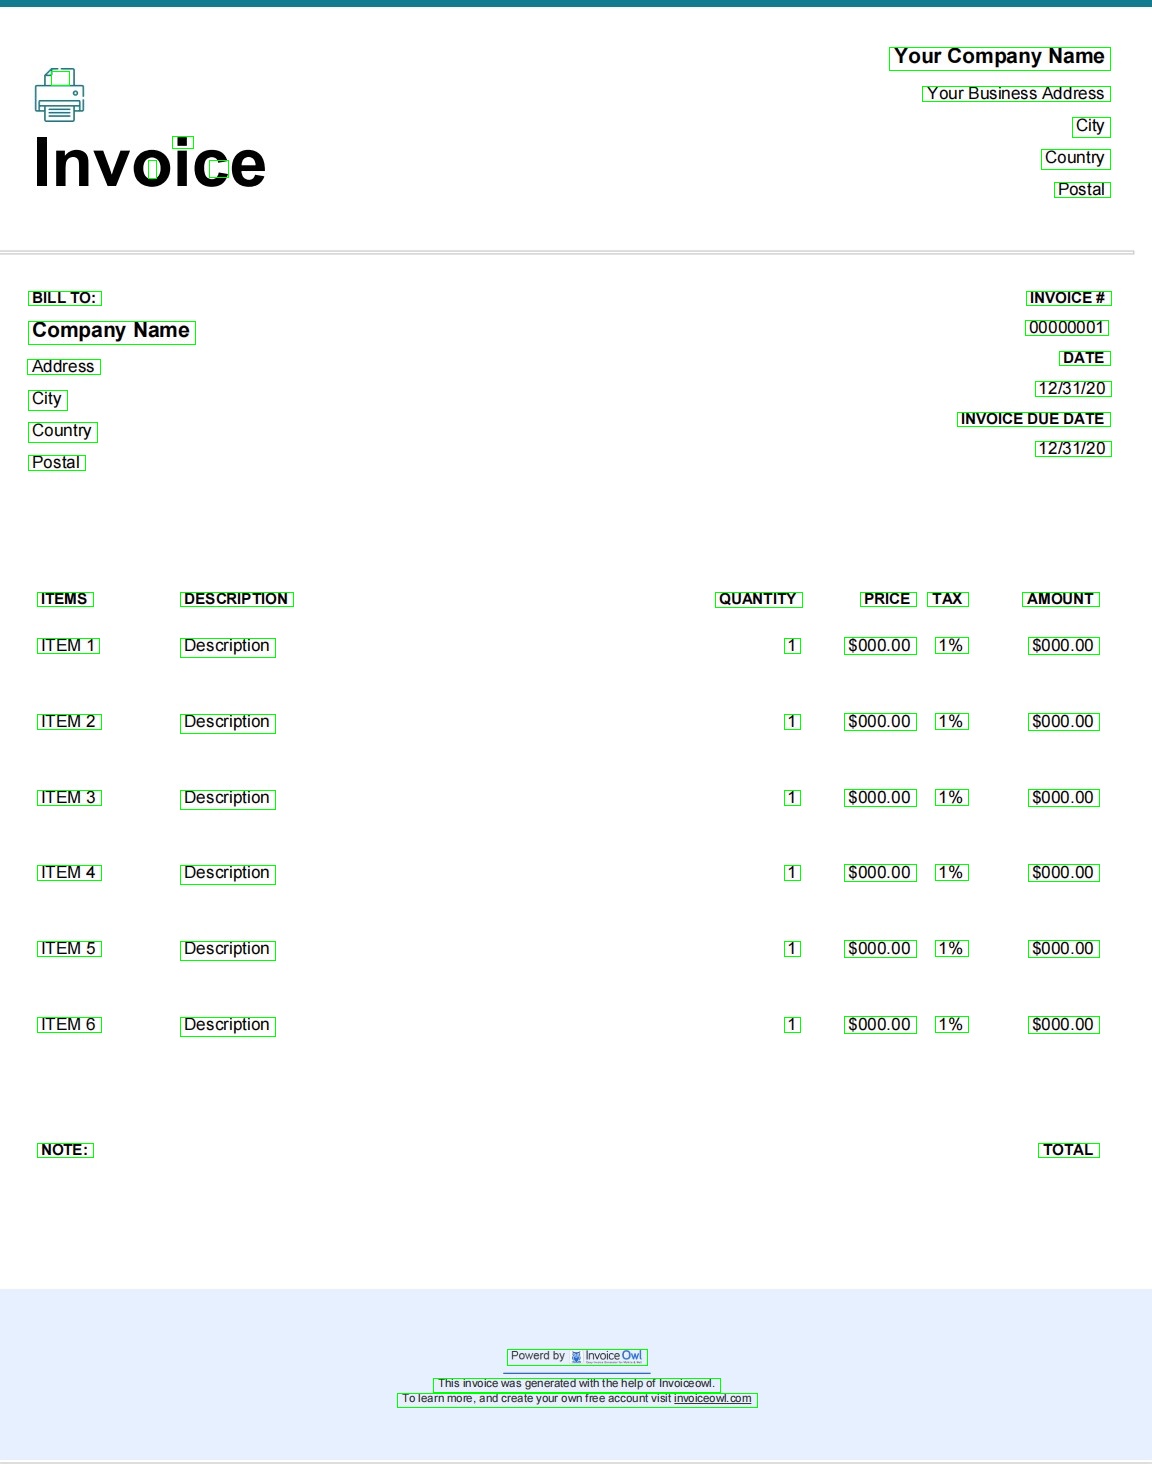 Your Company Name
Your Business Address
City
Country
Postal
Invoice
BILL TO:
Company Name
Address
City
Country
Postal
INVOICE #
00000001
DATE
12/31/20
INVOICE DUE DATE
12/31/20
ITEMS DESCRIPTION QUANTITY PRICE TAX AMOUNT
ITEM 1 Description 1 $000.00 1% $000.00
ITEM 2 Description 1 $000.00 1% $000.00
ITEM 3 Description 1 $000.00 1% $000.00
ITEM 4 Description 1 $000.00 1% $000.00
ITEM 5 Description 1 $000.00 1% $000.00
ITEM 6 Description 1 $000.00 1% $000.00
NOTE: TOTAL
Powerd by Invoice Owl
This invoice was generated with the help of Invoiceowl.
To learn more, and create your own free account visit invoiceowl.com